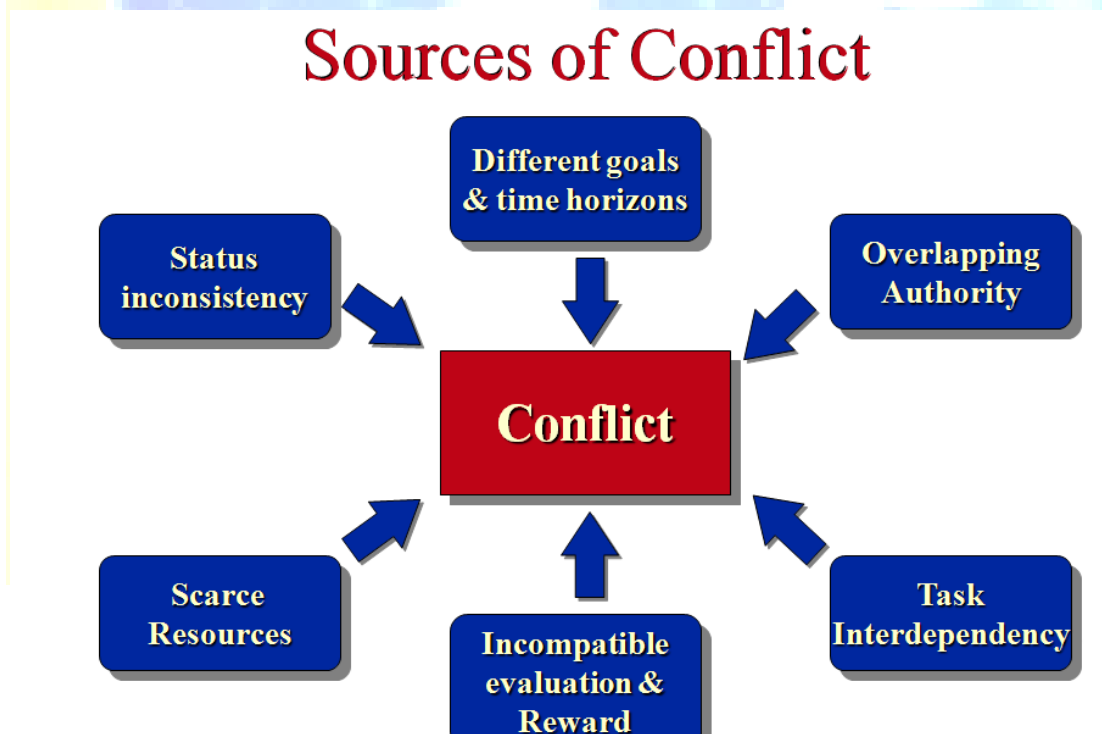 Sources of Conflict
Different goals
& time horizons
Status
inconsistency
Overlapping
Authority
Conflict
Scarce
Resources
Incompatible
evaluation &
Reward
Task
Interdependency